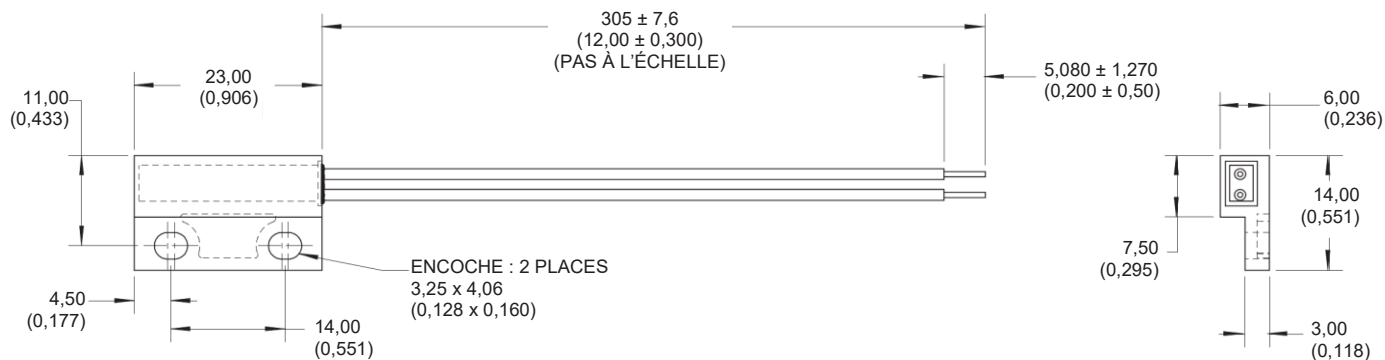 305 ± 7,6
(12,00 ± 0,300)
(PAS À L’ÉCHELLE)
23,00
(0,906)
5,080 ± 1,270
(0,200 ± 0,50)
11,00
(0,433)
6,00
(0,236)
14,00
(0,551)
7,50
(0,295)
ENCOCHE : 2 PLACES
3,25 x 4,06
(0,128 x 0,160)
4,50
(0,177)
14,00
(0,551)
3,00
(0,118)